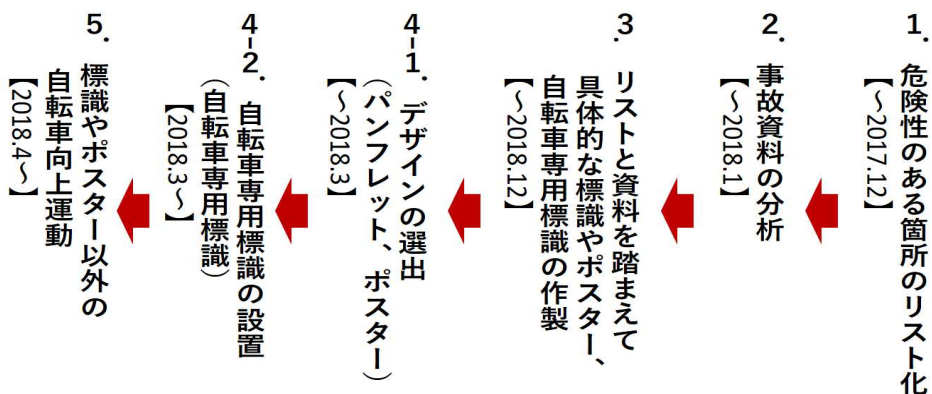 1. 危険性のある箇所のリスト化
【～2017.12】
2. 事故資料の分析
【～2018.1】
3. リストと資料を踏まえて
具体的な標識やポスター、
自転車専用標識の作製
【～2018.12】
4-1. デザインの選出
（パンフレット、ポスター）
【～2018.3】
4-2. 自転車専用標識の設置
（自転車専用標識）
【2018.3～】
5. 標識やポスター以外の
自転車向上運動
【2018.4～】